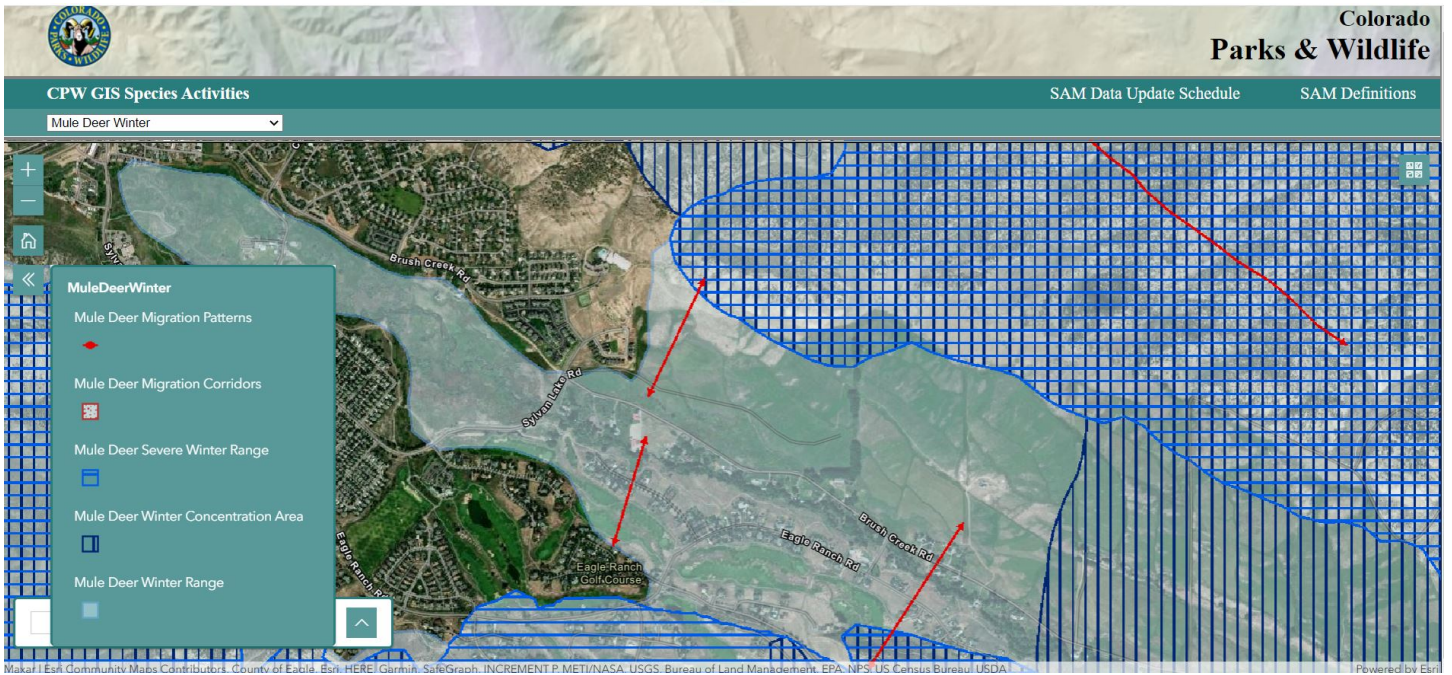 COLORADO
PARKS • WILDLIFE
Colorado
Parks & Wildlife
CPW GIS Species Activities
SAM Data Update Schedule
SAM Definitions
Mule Deer Winter
Brush Creek Rd
MuleDeerWinter
Mule Deer Migration Patterns
Mule Deer Migration Corridors
Mule Deer Severe Winter Range
Mule Deer Winter Concentration Area
Mule Deer Winter Range
Sylvan Lake Rd
Eagle Ranch Rd
Brush Creek Rd
Eagle Ranch
Golf Course
Eagle Ranch Rd
Makar | Esri Community Maps Contributors, County of Eagle, Esri, HERE, Garmin, SafeGraph, INCREMENT P, METI/NASA, USGS, Bureau of Land Management, EPA, NPS, US Census Bureau, USDA
Powered by Esri